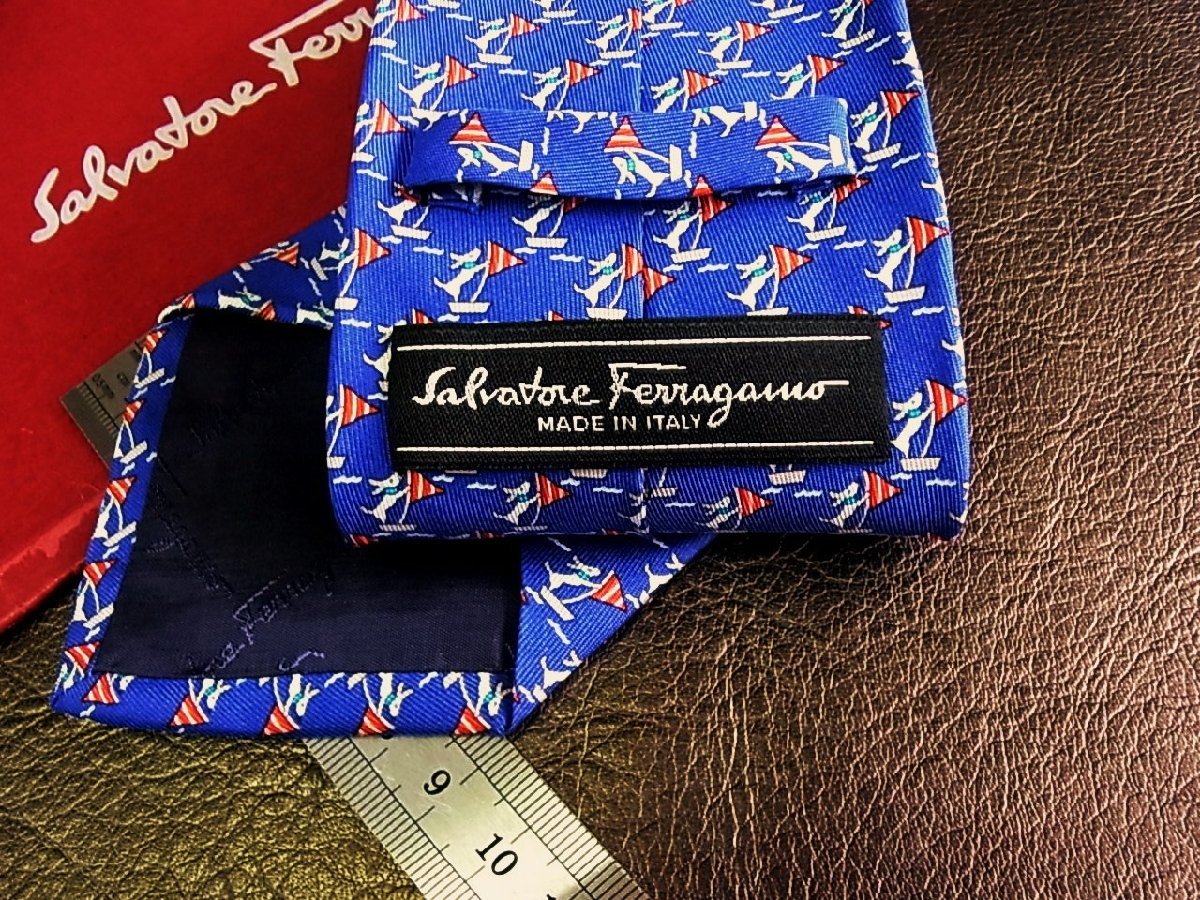 Salvatore Ferr
Salvatore Ferragamo
MADE IN ITALY
9
10